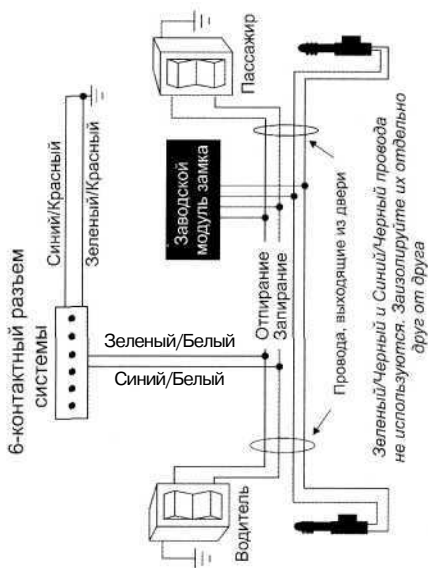 6-контактный разъем
системы
Синий/Красный
Зеленый/Красный
Зеленый/Белый
Синий/Белый
Водитель
Пассажир
Заводской
модуль замка
Отпирание
Запирание
Провода, выходящие из двери
Зеленый/Черный и Синий/Черный провода
не используются. Заизолируйте их отдельно
друг от друга